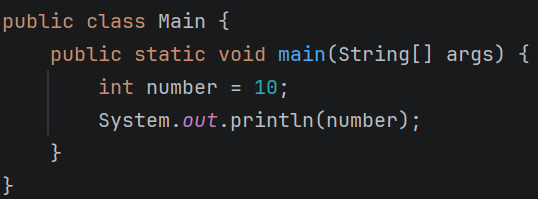 public class Main {
    public static void main(String[] args) {
        int number = 10;
        System.out.println(number);
    }
}